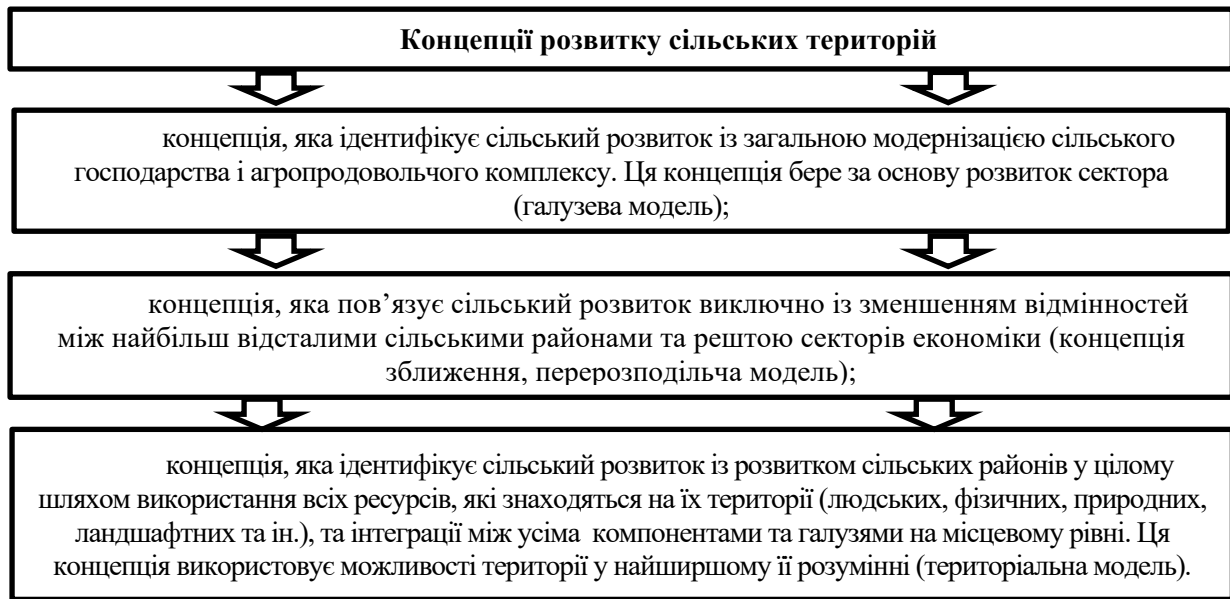 Концепції розвитку сільських територій
концепція, яка ідентифікує сільський розвиток із загальною модернізацією сільського
господарства і агропродовольчого комплексу. Ця концепція бере за основу розвиток сектора
(галузева модель);
концепція, яка пов’язує сільський розвиток виключно із зменшенням відмінностей
між найбільш відсталими сільськими районами та рештою секторів економіки (концепція
зближення, перерозподільча модель);
концепція, яка ідентифікує сільський розвиток із розвитком сільських районів у цілому
шляхом використання всіх ресурсів, які знаходяться на їх території (людських, фізичних, природних,
ландшафтних та ін.), та інтеграції між усіма компонентами та галузями на місцевому рівні. Ця
концепція використовує можливості території у найширшому її розумінні (територіальна модель).